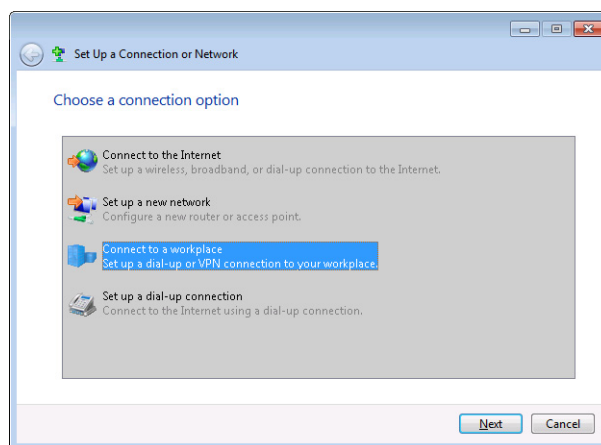 Set Up a Connection or Network
Choose a connection option
Connect to the Internet
Set up a wireless, broadband, or dial-up connection to the Internet.
Set up a new network
Configure a new router or access point.
Connect to a workplace
Set up a dial-up or VPN connection to your workplace.
Set up a dial-up connection
Connect to the Internet using a dial-up connection.
Next
Cancel